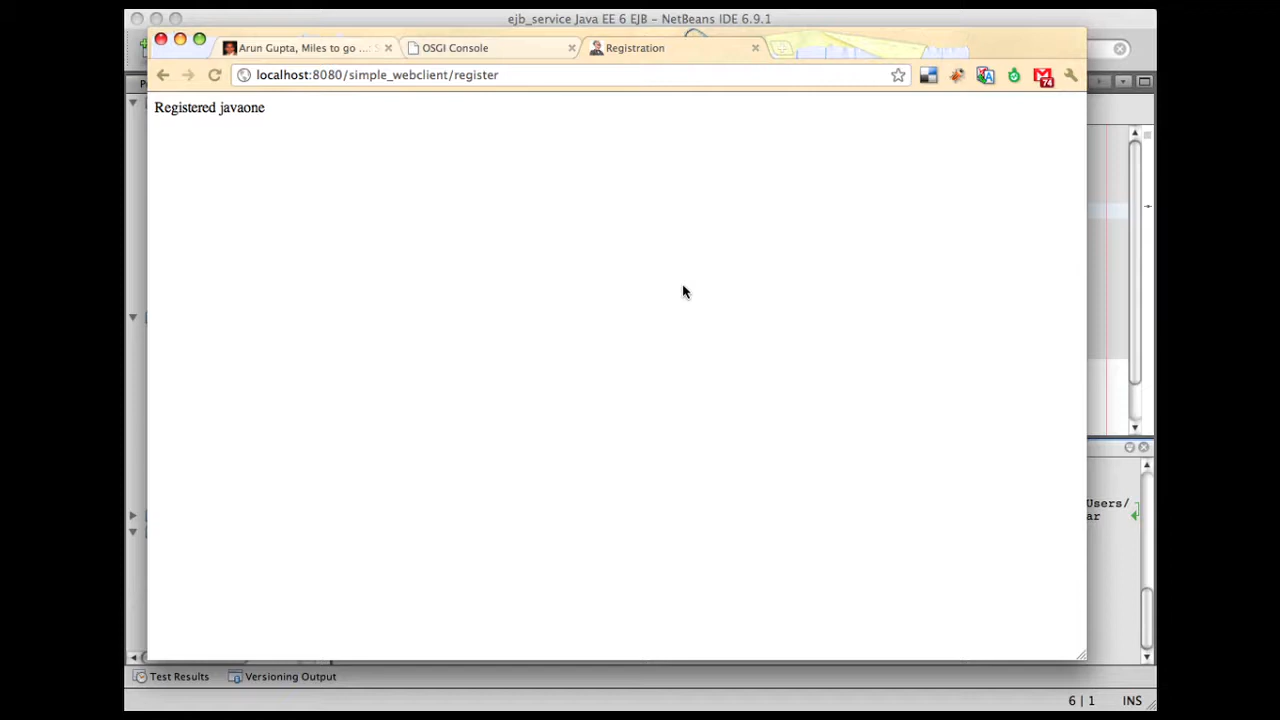 ejb_service Java EE 6 EJB – NetBeans IDE 6.9.1
Arun Gupta, Miles to go ...: S
OSGI Console
Registration
localhost:8080/simple_webclient/register
74
Registered javaone
Users/
ar
Test Results
Versioning Output
6 | 1
INS